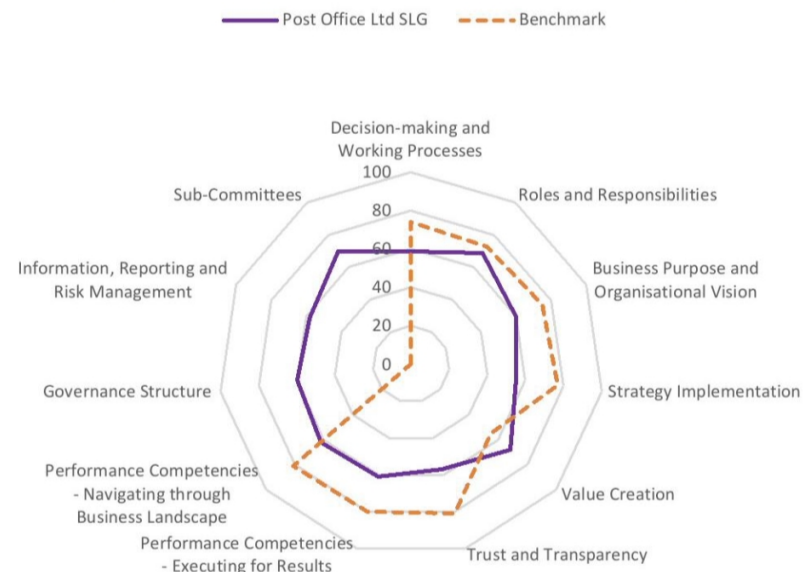 Post Office Ltd SLG
Benchmark
Decision-making and
Working Processes
100
80
60
40
20
0
Roles and Responsibilities
Business Purpose and
Organisational Vision
Strategy Implementation
Value Creation
Trust and Transparency
Performance Competencies
- Executing for Results
Performance Competencies
- Navigating through
Business Landscape
Governance Structure
Information, Reporting and
Risk Management
Sub-Committees